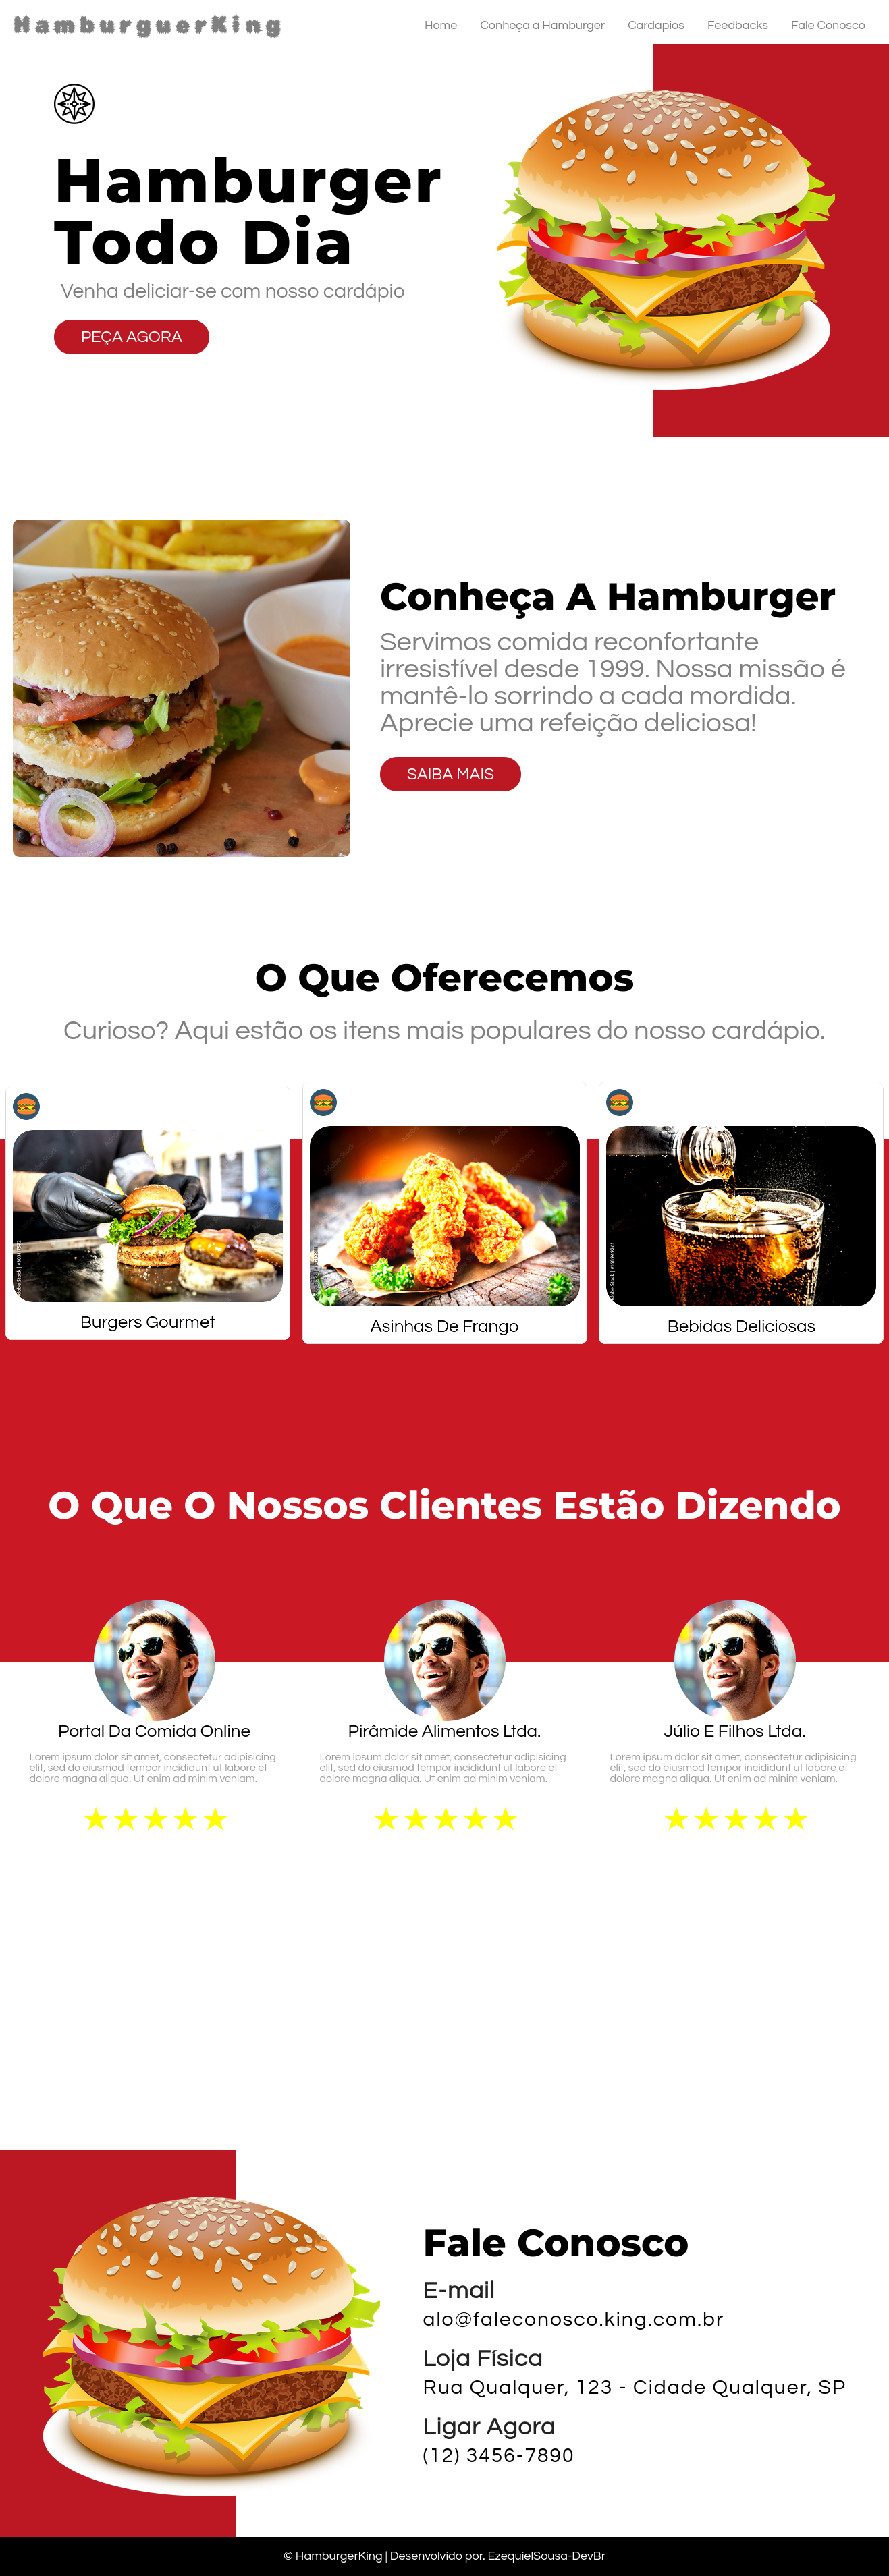 HamburguerKing
Home Conheça a Hamburger Cardapios Feedbacks Fale Conosco
Hamburger
Todo Dia
Venha deliciar-se com nosso cardápio
PEÇA AGORA
Conheça A Hamburger
Servimos comida reconfortante
irresistível desde 1999. Nossa missão é
mantê-lo sorrindo a cada mordida.
Aprecie uma refeição deliciosa!
SAIBA MAIS
O Que Oferecemos
Curioso? Aqui estão os itens mais populares do nosso cardápio.
Burgers Gourmet
Asinhas De Frango
Bebidas Deliciosas
O Que O Nossos Clientes Estão Dizendo
Portal Da Comida Online
Lorem ipsum dolor sit amet, consectetur adipisicing
elit, sed do eiusmod tempor incididunt ut labore et
dolore magna aliqua. Ut enim ad minim veniam.
Pirâmide Alimentos Ltda.
Lorem ipsum dolor sit amet, consectetur adipisicing
elit, sed do eiusmod tempor incididunt ut labore et
dolore magna aliqua. Ut enim ad minim veniam.
Júlio E Filhos Ltda.
Lorem ipsum dolor sit amet, consectetur adipisicing
elit, sed do eiusmod tempor incididunt ut labore et
dolore magna aliqua. Ut enim ad minim veniam.
Fale Conosco
E-mail
alo@faleconosco.king.com.br
Loja Física
Rua Qualquer, 123 - Cidade Qualquer, SP
Ligar Agora
(12) 3456-7890
© HamburgerKing | Desenvolvido por. EzequielSousa-DevBr